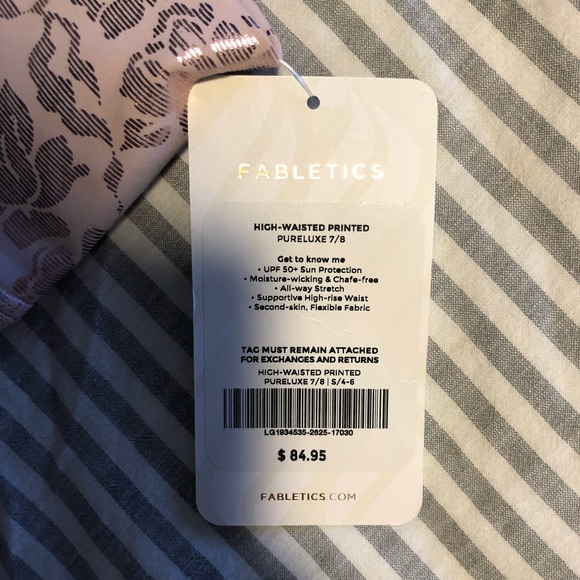 FABLETICS
HIGH-WAISTED PRINTED
PURELUXE 7/8
Get to know me
• UPF 50+ Sun Protection
• Moisture-wicking & Chafe-free
• All-way Stretch
• Supportive High-rise Waist
• Second-skin, Flexible Fabric
TAG MUST REMAIN ATTACHED
FOR EXCHANGES AND RETURNS
HIGH-WAISTED PRINTED
PURELUXE 7/8 | S/4-6
LG1934535-2625-17030
$ 84.95
FABLETICS.COM